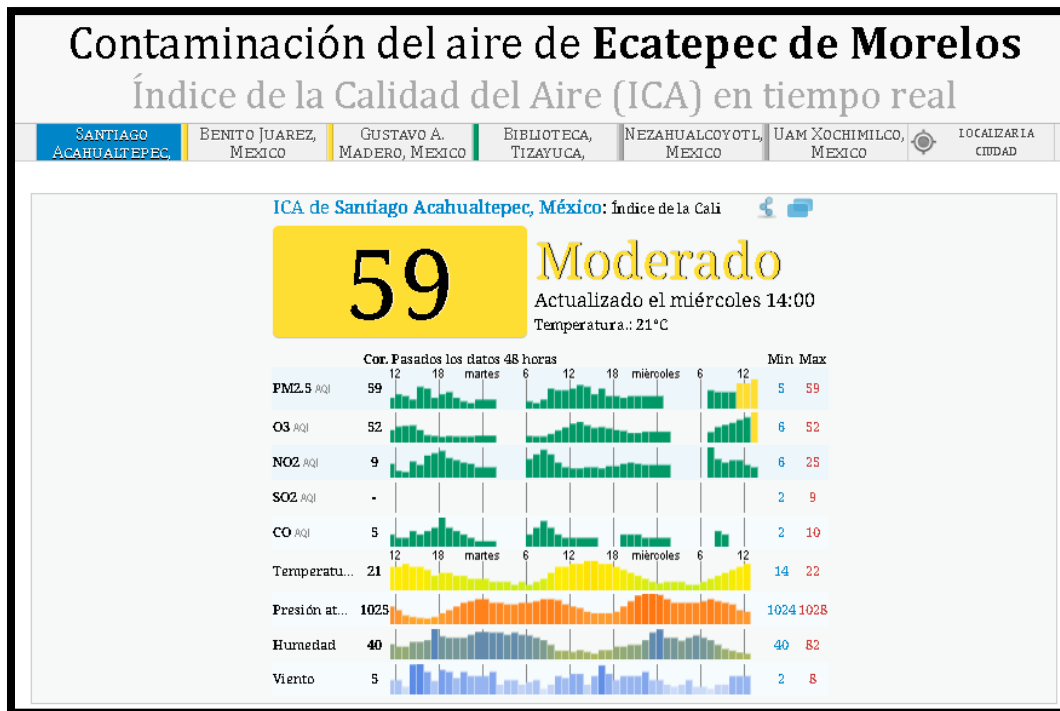 Contaminación del aire de Ecatepec de Morelos
Índice de la Calidad del Aire (ICA) en tiempo real
SANTIAGO ACAHUALTEPEC,
BENITO JUAREZ, MEXICO
GUSTAVO A. MADERO, MEXICO
BIBLIOTECA, TIZAYUCA,
NEZAHUALCOYOTL, MEXICO
UAM XOCHIMILCO, MEXICO
LOCALIZAR LA CIUDAD
ICA de Santiago Acahualtepec, México: Índice de la Cali
59
Moderado
Actualizado el miércoles 14:00
Temperatura.: 21°C
Cor. Pasados los datos 48 horas Min Max
12 18 martes 6 12 18 miércoles 6 12
PM2.5 AQI 59 5 59
O3 AQI 52 6 52
NO2 AQI 9 6 25
SO2 AQI - 2 9
CO AQI 5 2 10
12 18 martes 6 12 18 miércoles 6 12
Temperatu... 21 14 22
Presión at... 1025 1024 1028
Humedad 40 40 82
Viento 5 2 8